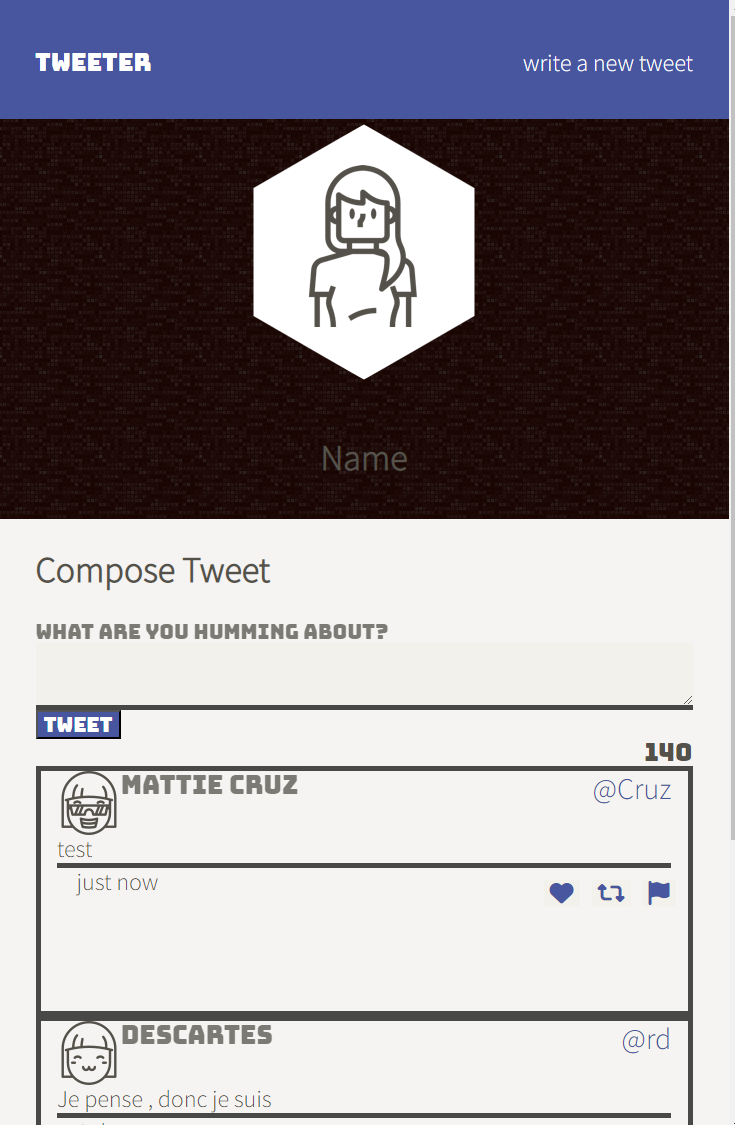 TWEETER
write a new tweet
Name
Compose Tweet
WHAT ARE YOU HUMMING ABOUT?
TWEET
140
MATTIE CRUZ @Cruz
test
just now
DESCARTES @rd
Je pense , donc je suis